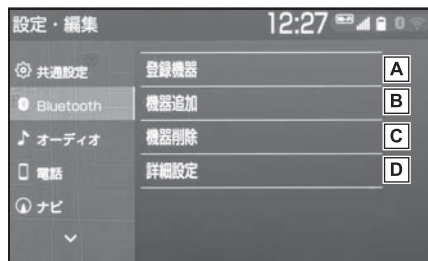 設定・編集 12:27
共通設定
Bluetooth
オーディオ
電話
ナビ
登録機器 A
機器追加 B
機器削除 C
詳細設定 D